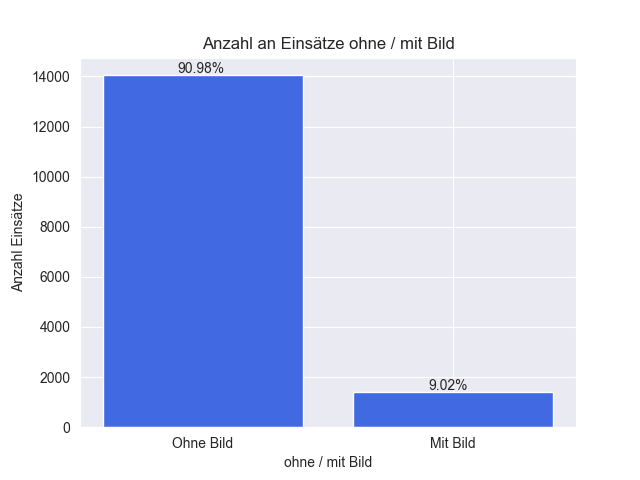 Anzahl an Einsätze ohne / mit Bild
Anzahl Einsätze
14000
12000
10000
8000
6000
4000
2000
0
90.98%
9.02%
Ohne Bild
Mit Bild
ohne / mit Bild